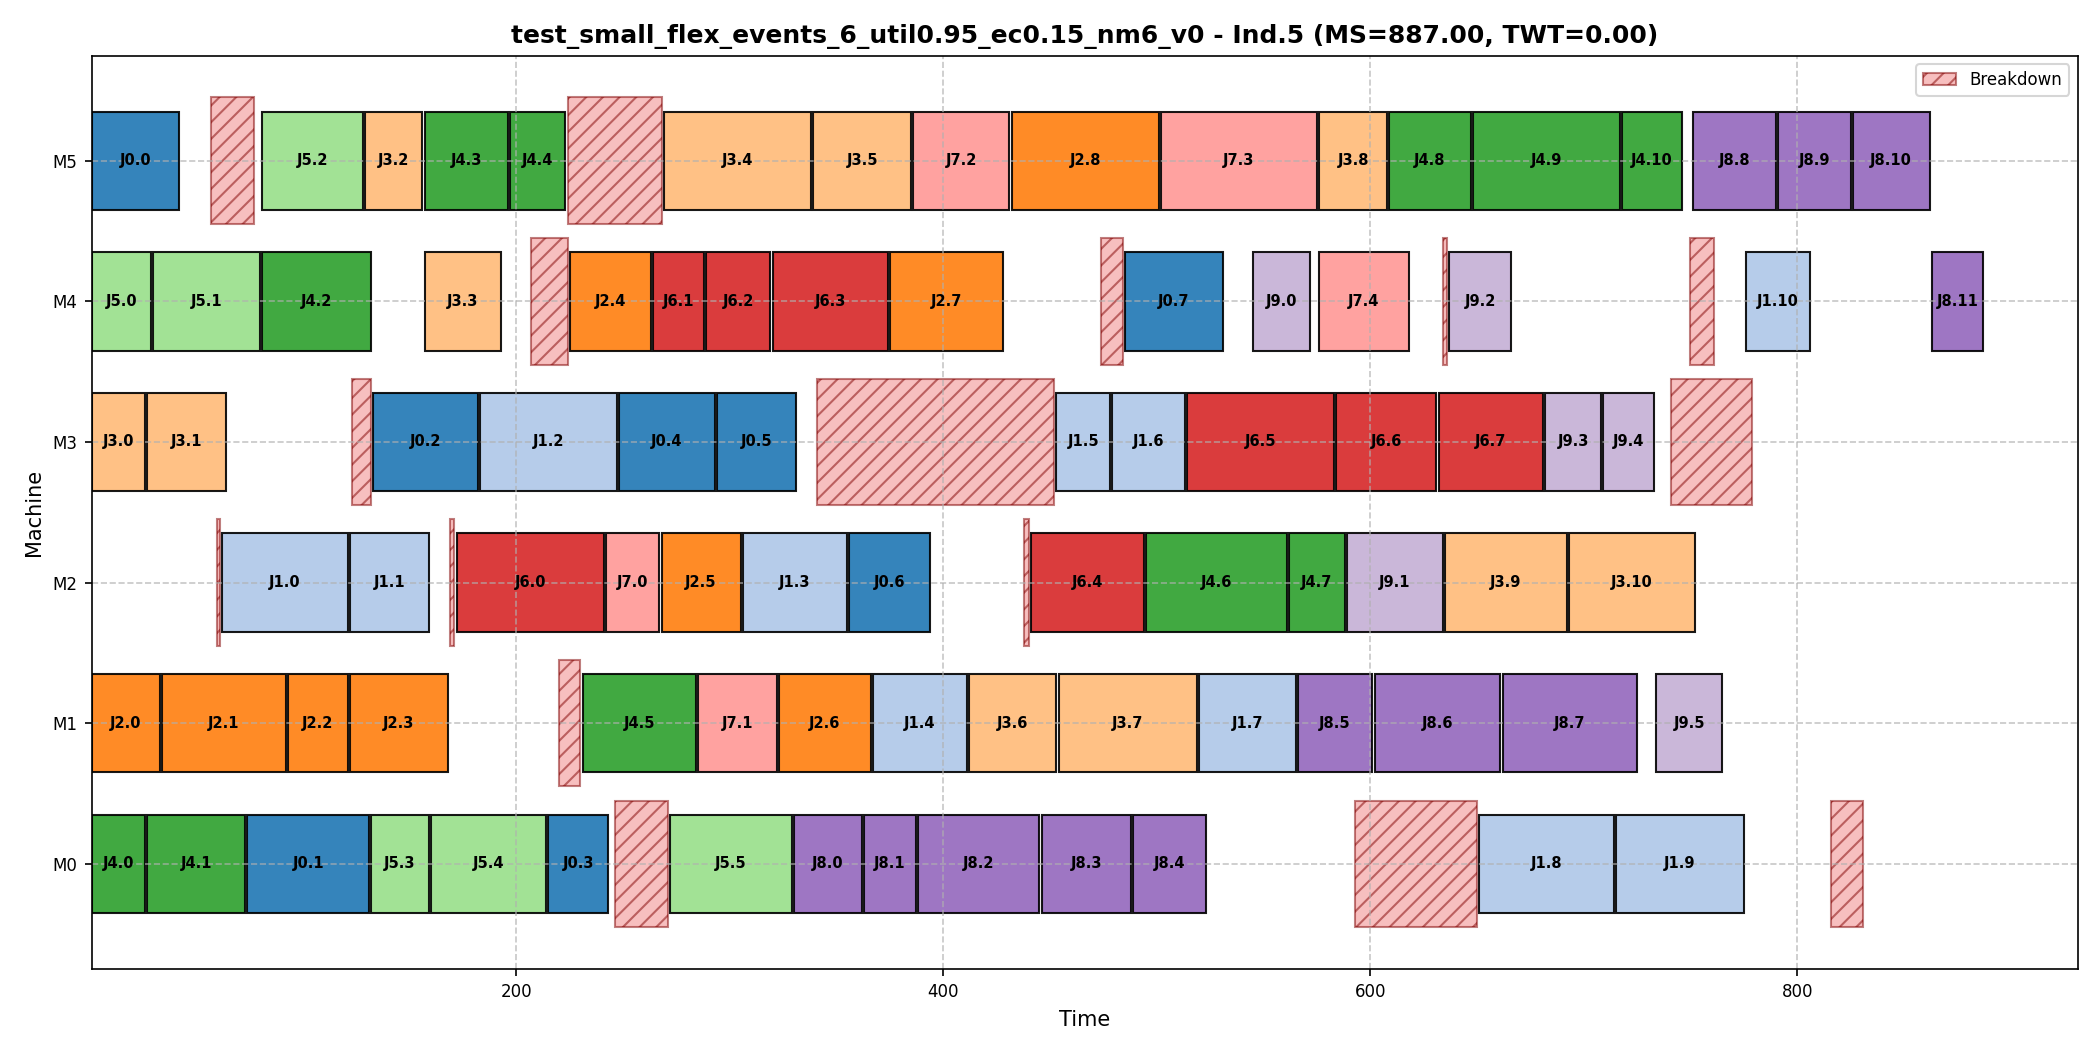 test_small_flex_events_6_util0.95_ec0.15_nm6_v0 - Ind.5 (MS=887.00, TWT=0.00)
Breakdown
M5 J0.0 J5.2 J3.2 J4.3 J4.4 J3.4 J3.5 J7.2 J2.8 J7.3 J3.8 J4.8 J4.9 J4.10 J8.8 J8.9 J8.10
M4 J5.0 J5.1 J4.2 J3.3 J2.4 J6.1 J6.2 J6.3 J2.7 J0.7 J9.0 J7.4 J9.2 J1.10 J8.11
M3 J3.0 J3.1 J0.2 J1.2 J0.4 J0.5 J1.5 J1.6 J6.5 J6.6 J6.7 J9.3 J9.4
M2 J1.0 J1.1 J6.0 J7.0 J2.5 J1.3 J0.6 J6.4 J4.6 J4.7 J9.1 J3.9 J3.10
M1 J2.0 J2.1 J2.2 J2.3 J4.5 J7.1 J2.6 J1.4 J3.6 J3.7 J1.7 J8.5 J8.6 J8.7 J9.5
M0 J4.0 J4.1 J0.1 J5.3 J5.4 J0.3 J5.5 J8.0 J8.1 J8.2 J8.3 J8.4 J1.8 J1.9
Machine
200 400 600 800
Time